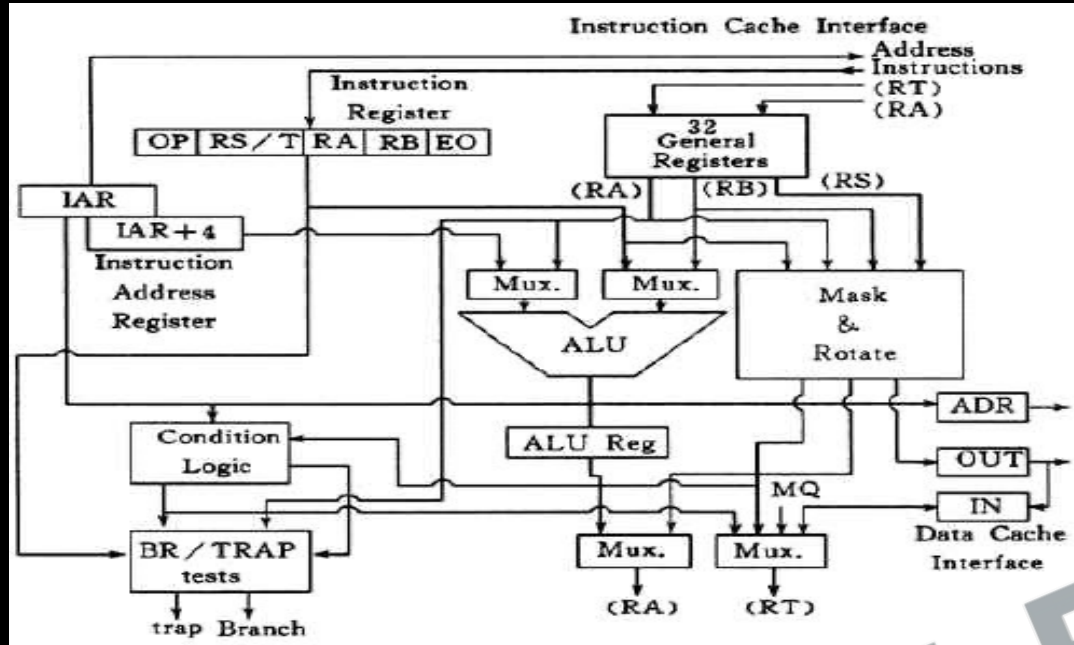 Instruction Cache Interface
Address
Instructions
(RT)
(RA)
Instruction
Register
OP RS/T RA RB EO
32
General
Registers
(RA) (RB) (RS)
IAR
IAR+4
Instruction
Address
Register
Mux. Mux.
Mask
&
Rotate
ALU
ADR
Condition
Logic
ALU Reg
OUT
MQ
IN
Data Cache
Interface
BR/TRAP
tests
Mux. Mux.
(RA) (RT)
trap Branch